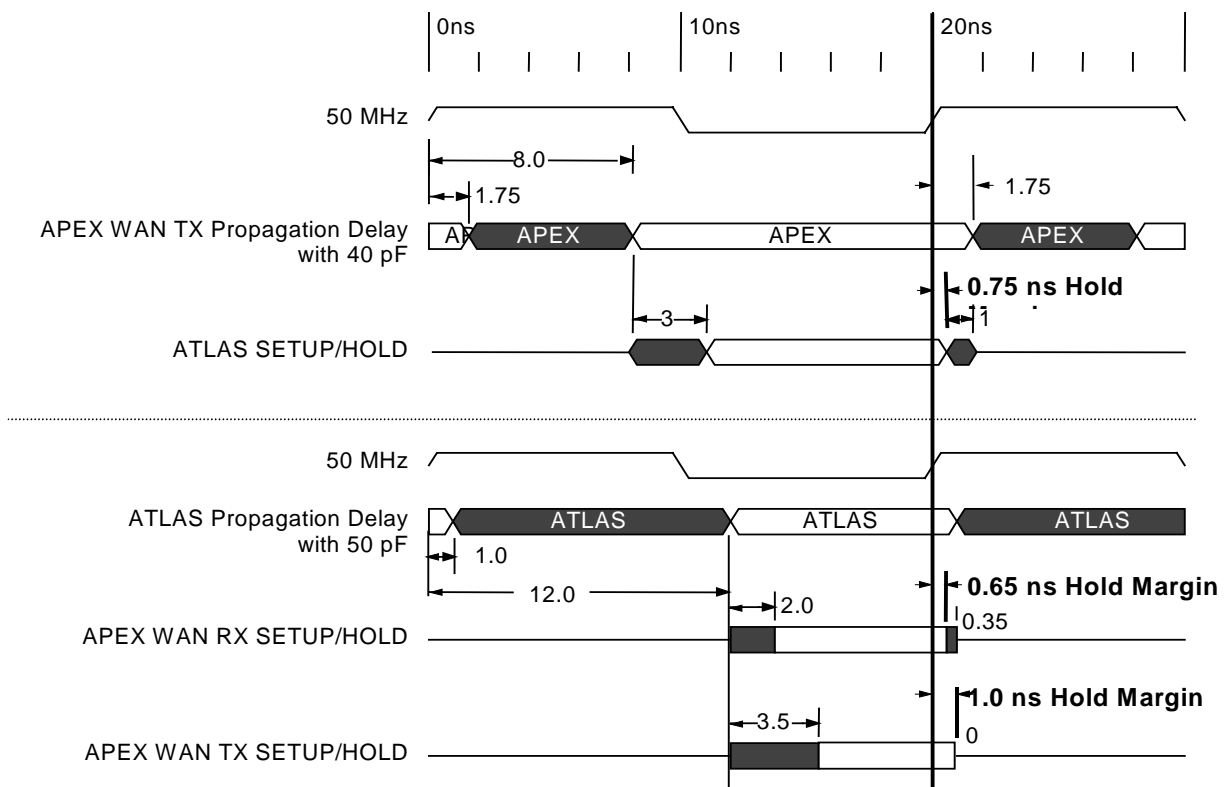 0ns 10ns 20ns
50 MHz
8.0
1.75 1.75
APEX WAN TX Propagation Delay
with 40 pF
APEX APEX APEX
0.75 ns Hold
3 1
ATLAS SETUP/HOLD
50 MHz
ATLAS Propagation Delay
with 50 pF
ATLAS ATLAS ATLAS
1.0
12.0
0.65 ns Hold Margin
2.0 0.35
APEX WAN RX SETUP/HOLD
1.0 ns Hold Margin
3.5 0
APEX WAN TX SETUP/HOLD